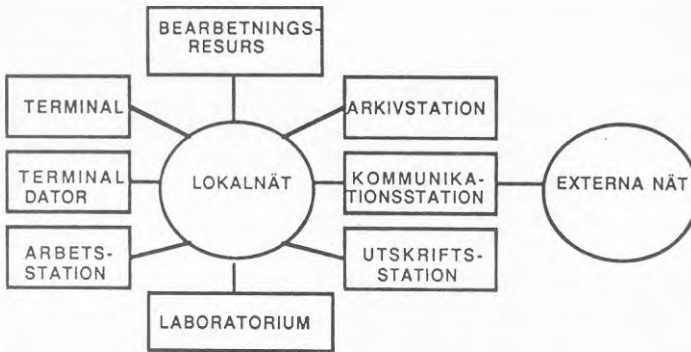 BEARBETNINGS-
RESURS
TERMINAL
ARKIVSTATION
TERMINAL
DATOR
LOKALNÄT
KOMMUNIKA-
TIONSSTATION
EXTERNA NÄT
ARBETS-
STATION
UTSKRIFTS-
STATION
LABORATORIUM